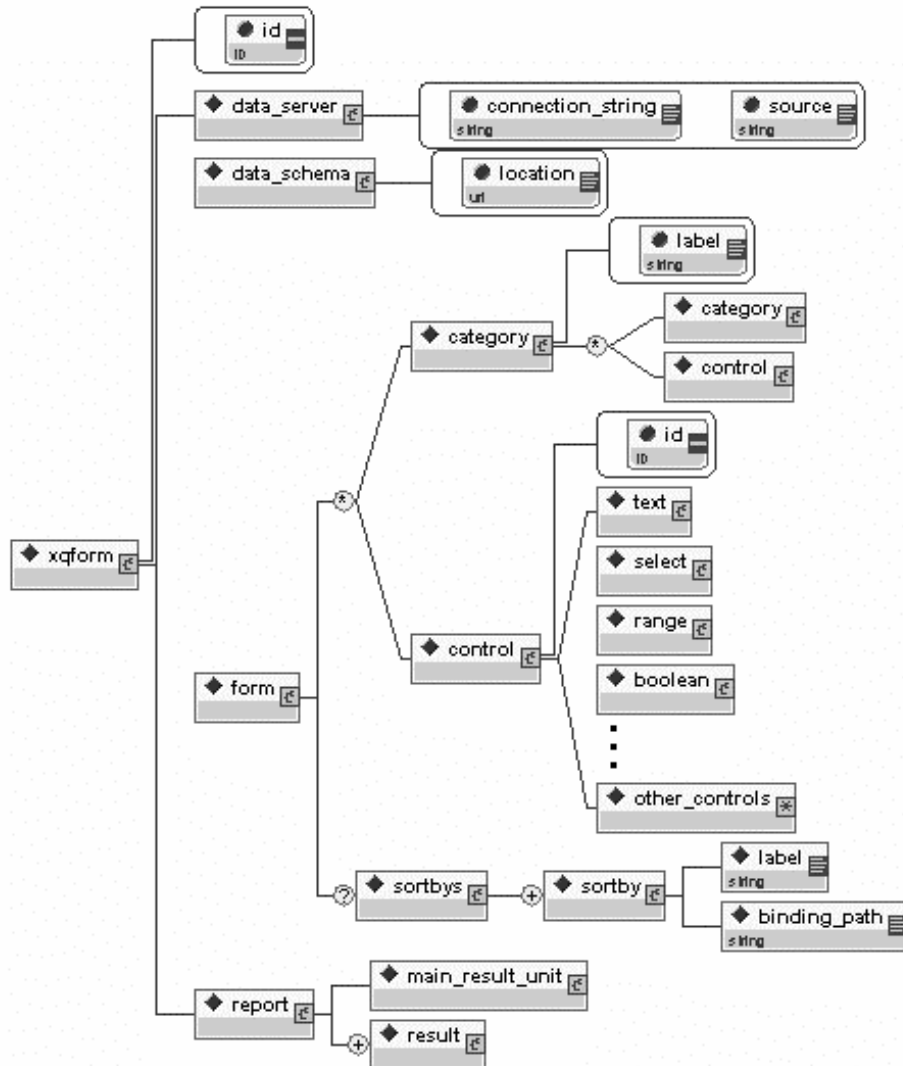 id
ID
data_server
connection_string
string
source
string
data_schema
location
uri
label
string
category
category
*
control
id
ID
text
select
xqform
range
control
form
boolean
other_controls
*
label
string
?
sortbys
+
sortby
binding_path
string
main_result_unit
report
+
result